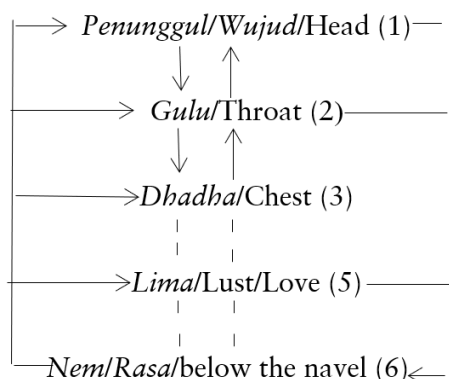 Penunggul/Wujud/Head (1)
Gulu/Throat (2)
Dhadha/Chest (3)
Lima/Lust/Love (5)
Nem/Rasa/below the navel (6)